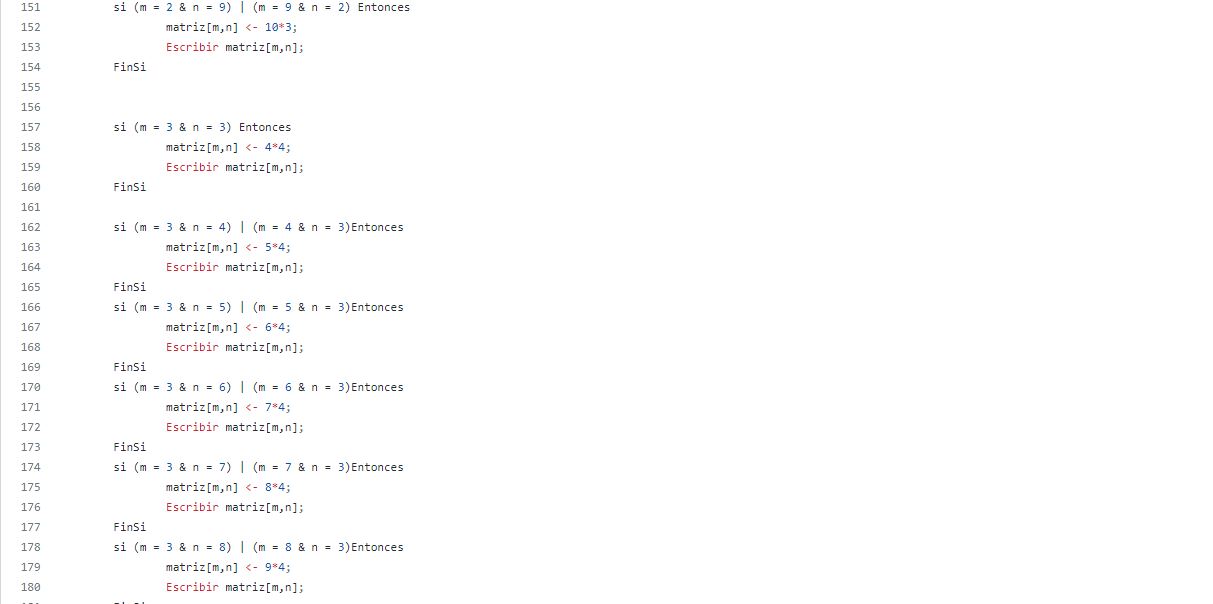 151 si (m = 2 & n = 9) | (m = 9 & n = 2) Entonces
152 matriz[m,n] <- 10*3;
153 Escribir matriz[m,n];
154 FinSi
155
156
157 si (m = 3 & n = 3) Entonces
158 matriz[m,n] <- 4*4;
159 Escribir matriz[m,n];
160 FinSi
161
162 si (m = 3 & n = 4) | (m = 4 & n = 3)Entonces
163 matriz[m,n] <- 5*4;
164 Escribir matriz[m,n];
165 FinSi
166 si (m = 3 & n = 5) | (m = 5 & n = 3)Entonces
167 matriz[m,n] <- 6*4;
168 Escribir matriz[m,n];
169 FinSi
170 si (m = 3 & n = 6) | (m = 6 & n = 3)Entonces
171 matriz[m,n] <- 7*4;
172 Escribir matriz[m,n];
173 FinSi
174 si (m = 3 & n = 7) | (m = 7 & n = 3)Entonces
175 matriz[m,n] <- 8*4;
176 Escribir matriz[m,n];
177 FinSi
178 si (m = 3 & n = 8) | (m = 8 & n = 3)Entonces
179 matriz[m,n] <- 9*4;
180 Escribir matriz[m,n];